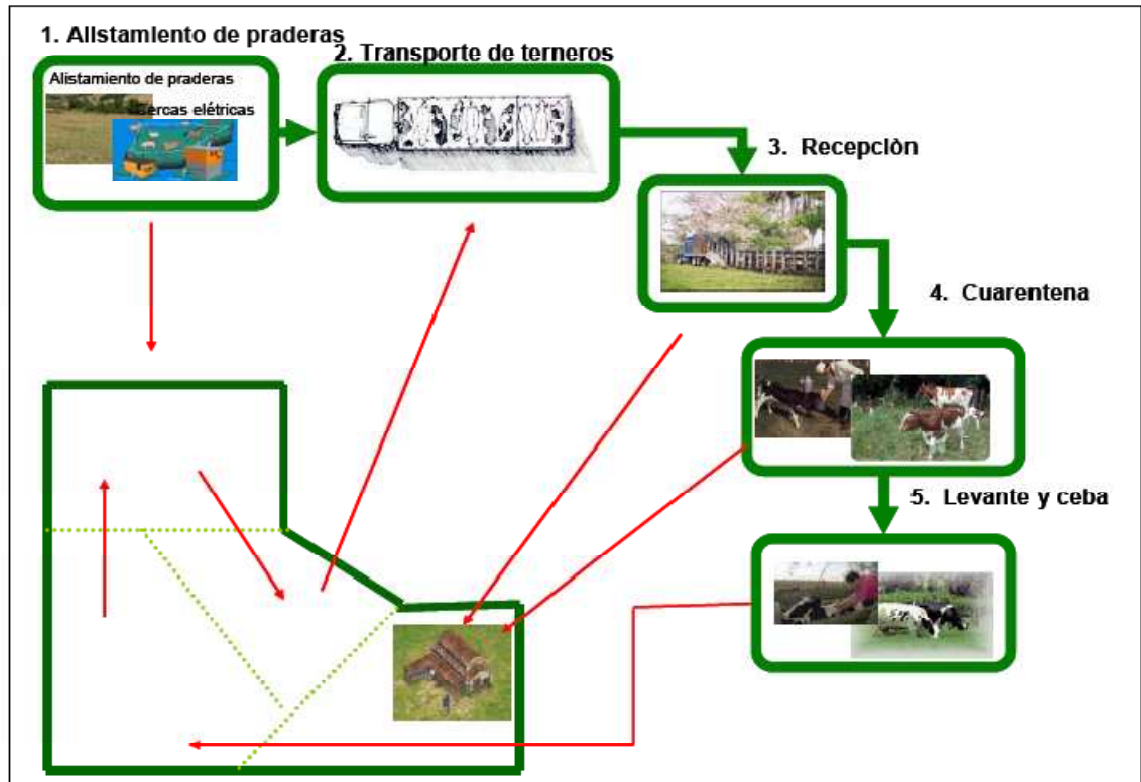 1. Alistamiento de praderas
2. Transporte de terneros
Alistamiento de praderas
cercas elétricas
3. Recepciòn
4. Cuarentena
5. Levante y ceba